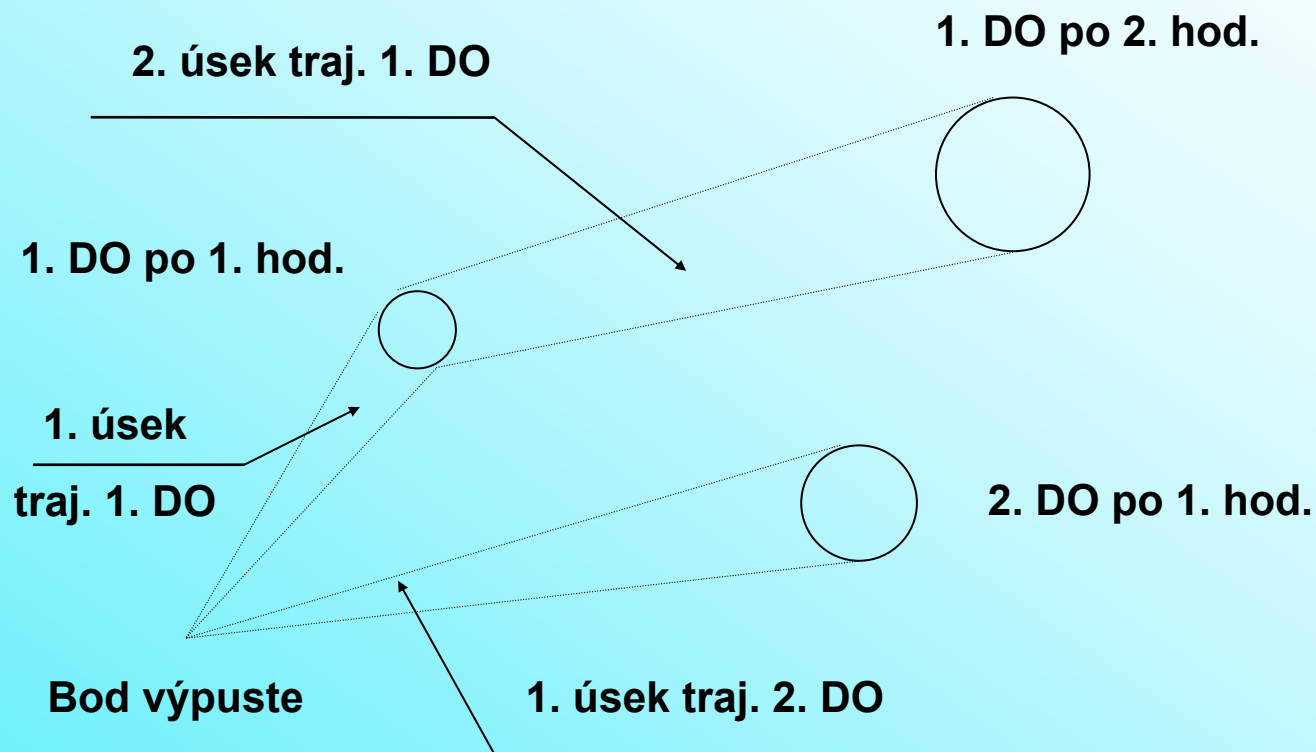 1. DO po 2. hod.
2. úsek traj. 1. DO
1. DO po 1. hod.
1. úsek
traj. 1. DO
2. DO po 1. hod.
Bod výpuste
1. úsek traj. 2. DO